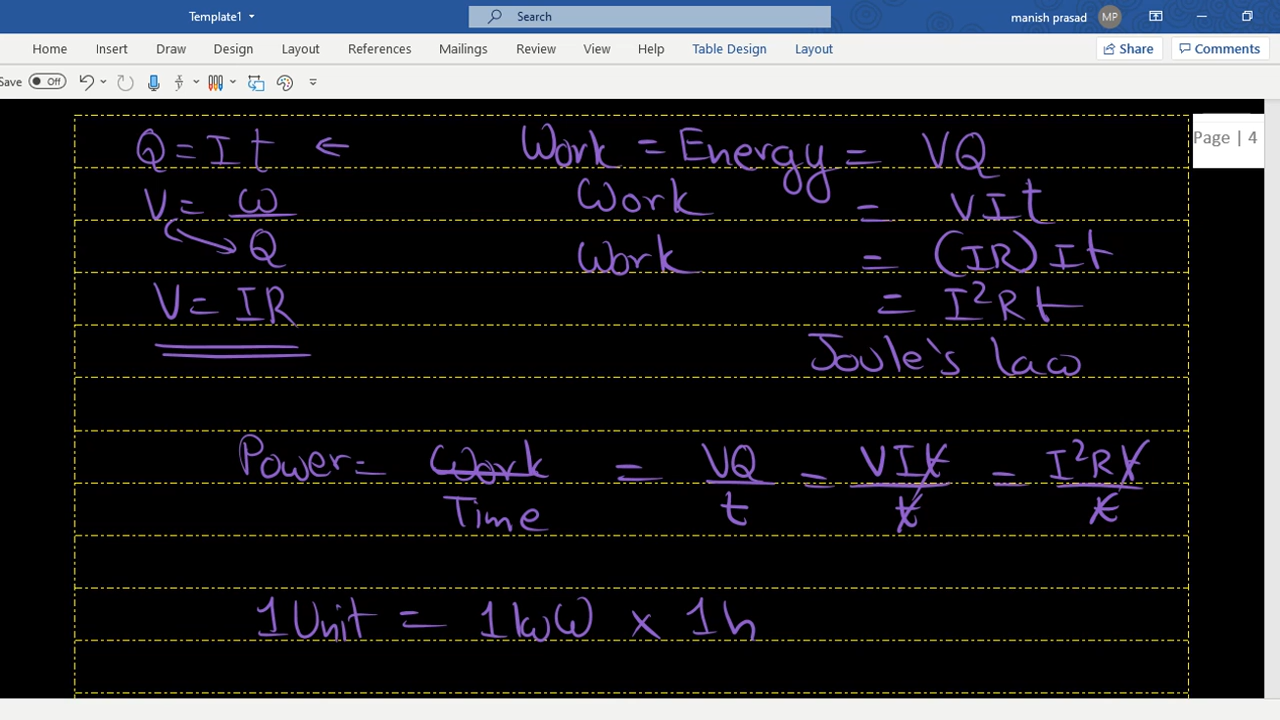 Template1
Search
manish prasad MP
Home Insert Draw Design Layout References Mailings Review View Help Table Design Layout Share Comments
Save Off
Page | 4
Q = I t ← Work = Energy = VQ
V = W/Q Work = VIt
Work = (IR) It
V = IR = I²Rt
Joule's law
Power = Work/Time = VQ/t = VIt/t = I²Rt/t
1 Unit = 1 kW × 1h